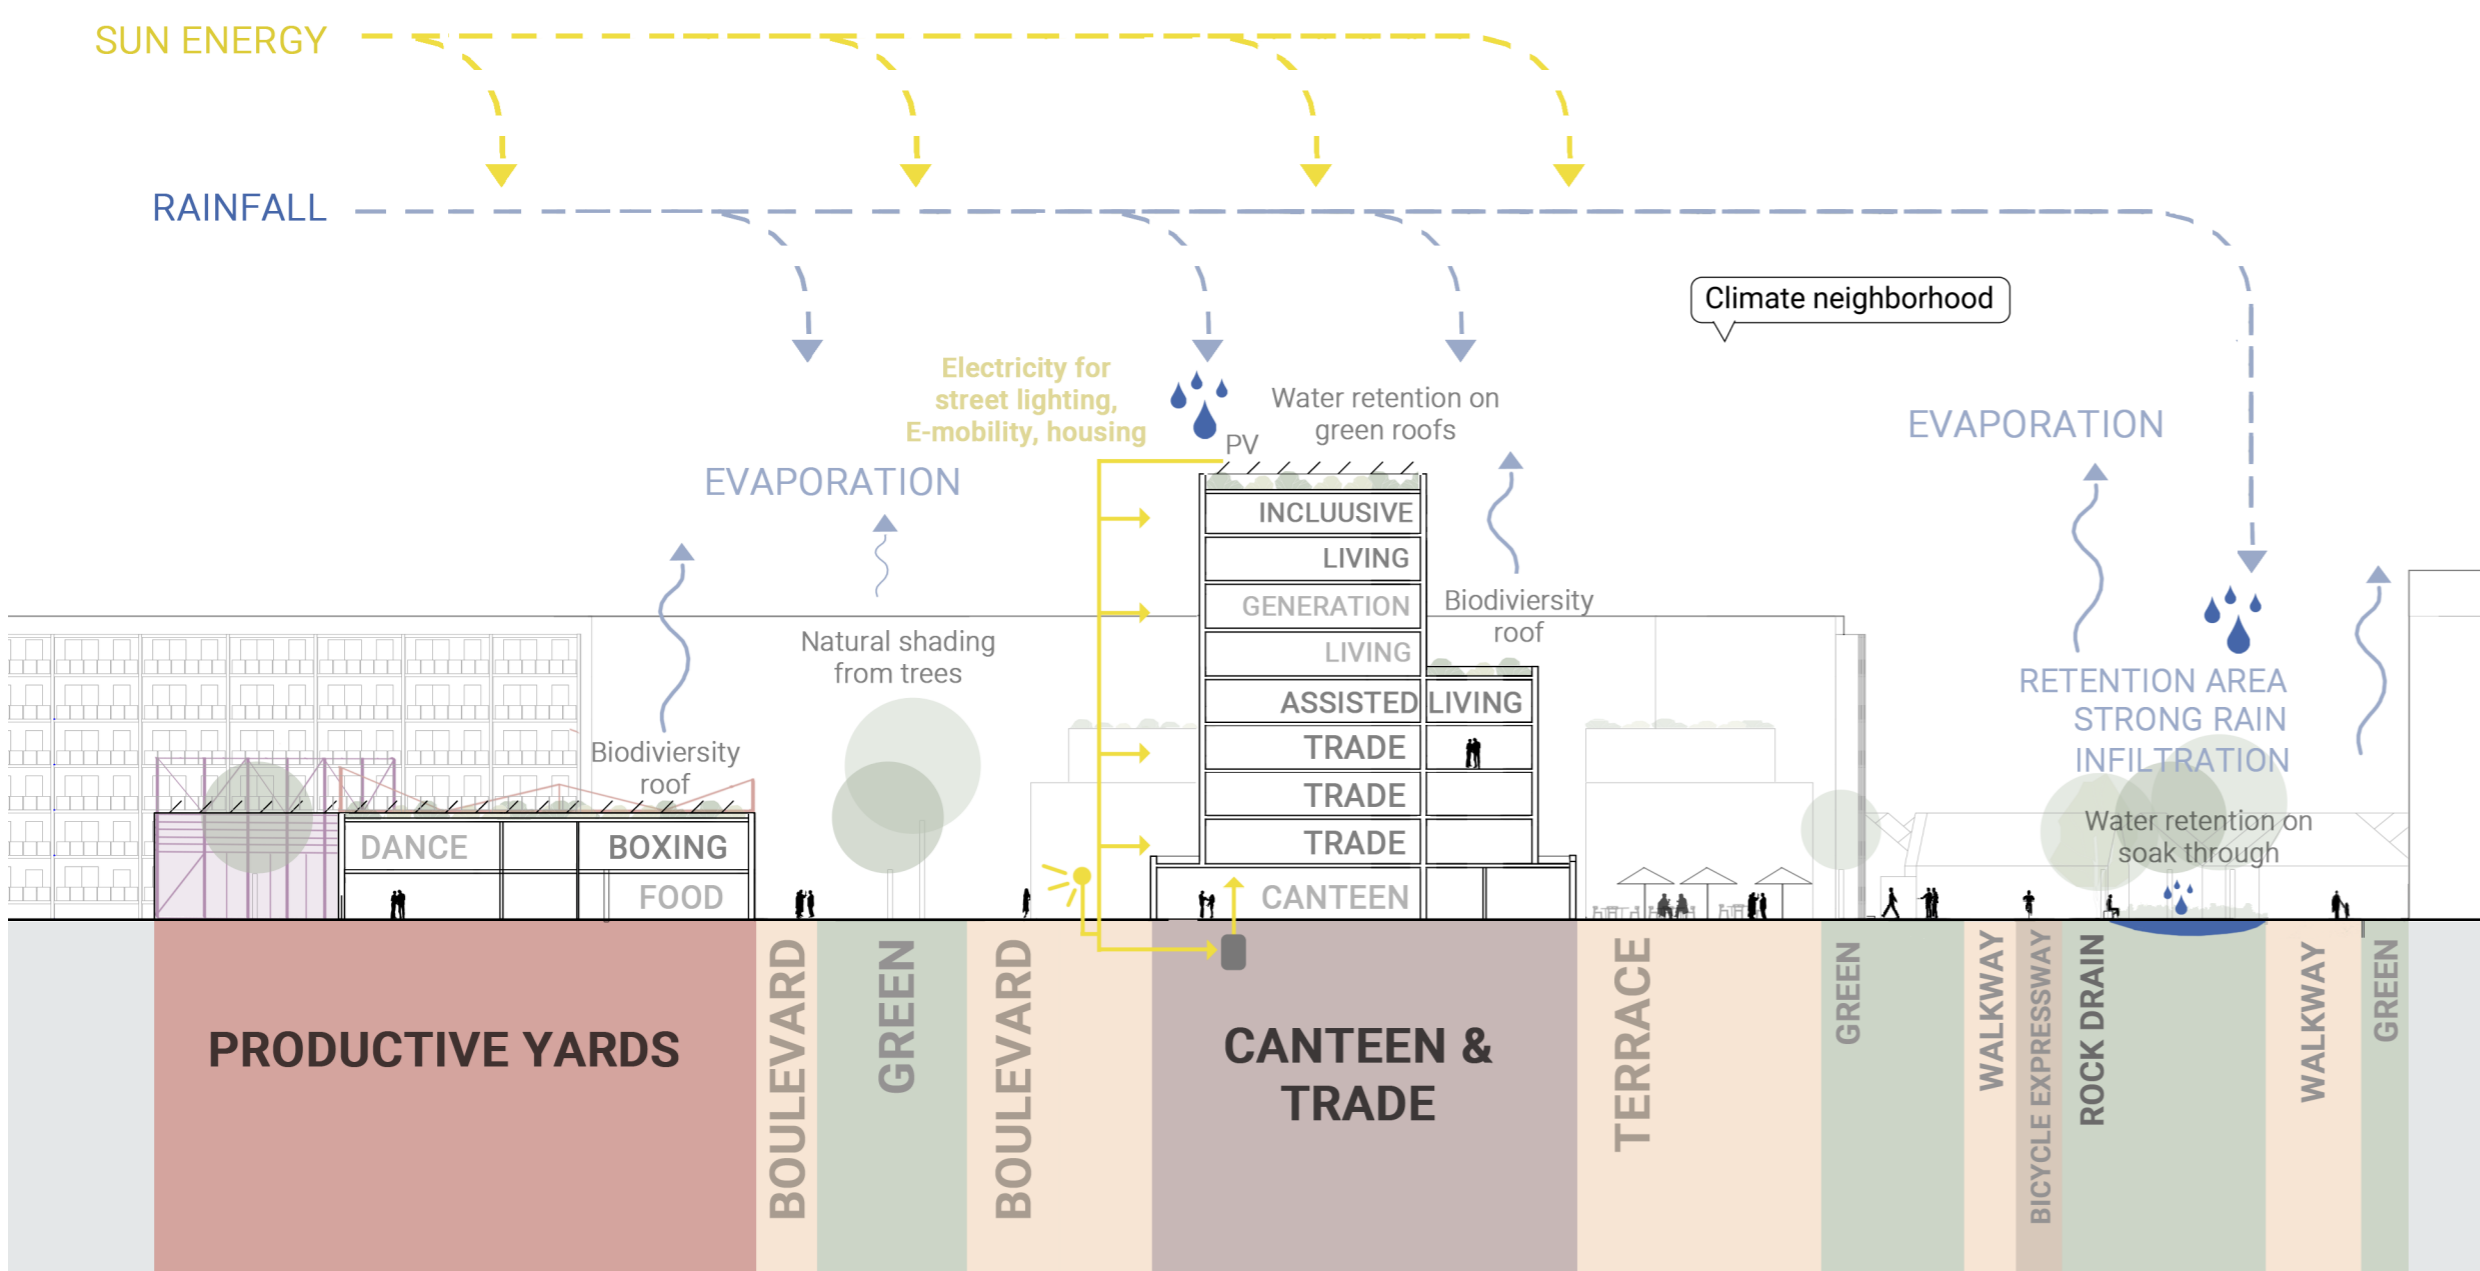 SUN ENERGY
RAINFALL
Climate neighborhood
Electricity for
street lighting,
E-mobility, housing
PV
Water retention on
green roofs
EVAPORATION
EVAPORATION
INCLUUSIVE
LIVING
GENERATION
LIVING
ASSISTED LIVING
TRADE
TRADE
TRADE
CANTEEN
Biodiviersity
roof
Natural shading
from trees
Biodiviersity
roof
DANCE
BOXING
FOOD
RETENTION AREA
STRONG RAIN
INFILTRATION
Water retention on
soak through
PRODUCTIVE YARDS
BOULEVARD
GREEN
BOULEVARD
CANTEEN &
TRADE
TERRACE
GREEN
WALKWAY
BICYCLE EXPRESSWAY
ROCK DRAIN
WALKWAY
GREEN